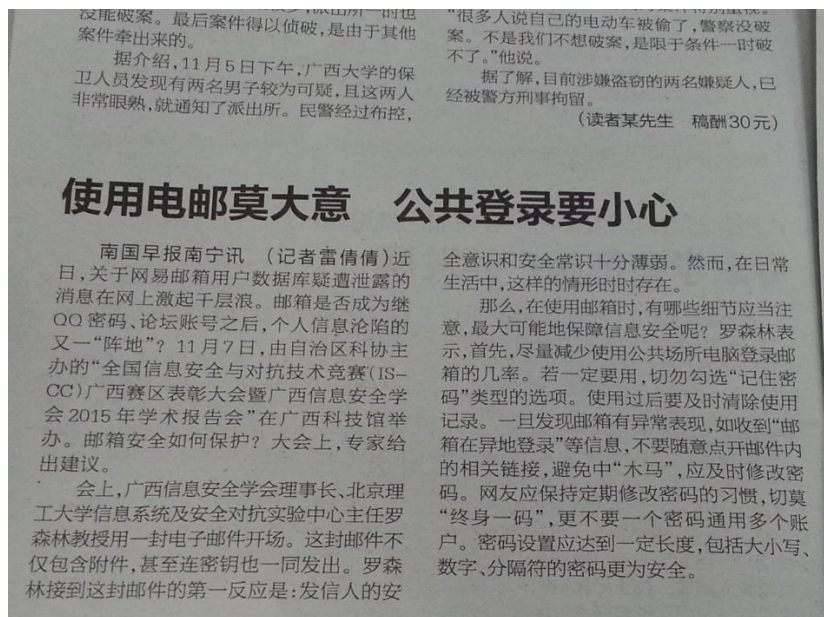 没能破案。最后案件得以侦破,是由于其他
案件牵出来的。
据介绍,11月5日下午,广西大学的保
卫人员发现有两名男子较为可疑,且这两人
非常眼熟,就通知了派出所。民警经过布控,
“很多人说自己的电动车被偷了,警察没破
案。不是我们不想破案,是限于条件一时破
不了。”他说。
据了解,目前涉嫌盗窃的两名嫌疑人,已
经被警方刑事拘留。
(读者某先生 稿酬30元)
使用电邮莫大意 公共登录要小心
南国早报南宁讯 (记者雷倩倩)近
日,关于网易邮箱用户数据库疑遭泄露的
消息在网上激起千层浪。邮箱是否成为继
QQ密码、论坛账号之后,个人信息沦陷的
又一“阵地”?11月7日,由自治区科协主
办的“全国信息安全与对抗技术竞赛(IS-
CC)广西赛区表彰大会暨广西信息安全学
会2015年学术报告会”在广西科技馆举
办。邮箱安全如何保护?大会上,专家给
出建议。
会上,广西信息安全学会理事长、北京理
工大学信息系统及安全对抗实验中心主任罗
森林教授用一封电子邮件开场。这封邮件不
仅包含附件,甚至连密钥也一同发出。罗森
林接到这封邮件的第一反应是:发信人的安
全意识和安全常识十分薄弱。然而,在日常
生活中,这样的情形时时存在。
那么,在使用邮箱时,有哪些细节应当注
意,最大可能地保障信息安全呢?罗森林表
示,首先,尽量减少使用公共场所电脑登录邮
箱的几率。若一定要用,切勿勾选“记住密
码”类型的选项。使用过后要及时清除使用
记录。一旦发现邮箱有异常表现,如收到“邮
箱在异地登录”等信息,不要随意点开邮件内
的相关链接,避免中“木马”,应及时修改密
码。网友应保持定期修改密码的习惯,切莫
“终身一码”,更不要一个密码通用多个账
户。密码设置应达到一定长度,包括大小写、
数字、分隔符的密码更为安全。